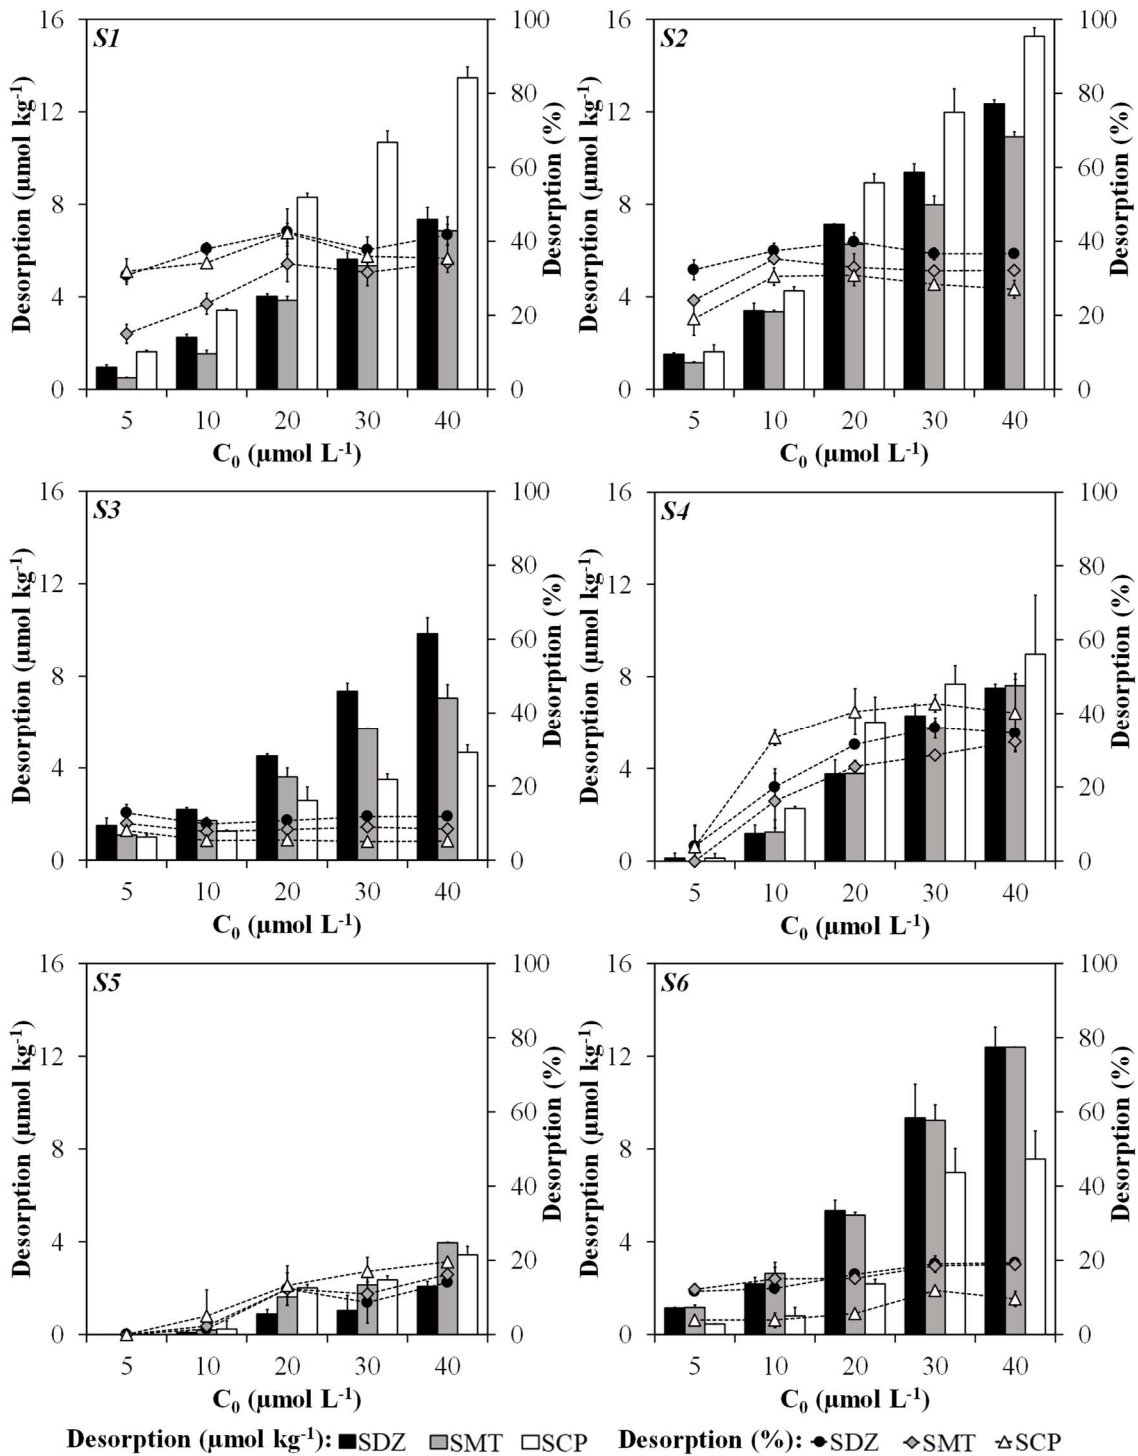 S1
16
12
8
4
0
Desorption (µmol kg-1)
100
80
60
40
20
0
Desorption (%)
5 10 20 30 40
C0 (µmol L-1)
S2
16
12
8
4
0
Desorption (µmol kg-1)
100
80
60
40
20
0
Desorption (%)
5 10 20 30 40
C0 (µmol L-1)
S3
16
12
8
4
0
Desorption (µmol kg-1)
100
80
60
40
20
0
Desorption (%)
5 10 20 30 40
C0 (µmol L-1)
S4
16
12
8
4
0
Desorption (µmol kg-1)
100
80
60
40
20
0
Desorption (%)
5 10 20 30 40
C0 (µmol L-1)
S5
16
12
8
4
0
Desorption (µmol kg-1)
100
80
60
40
20
0
Desorption (%)
5 10 20 30 40
C0 (µmol L-1)
S6
16
12
8
4
0
Desorption (µmol kg-1)
100
80
60
40
20
0
Desorption (%)
5 10 20 30 40
C0 (µmol L-1)
Desorption (µmol kg-1): SDZ SMT SCP Desorption (%): SDZ SMT SCP